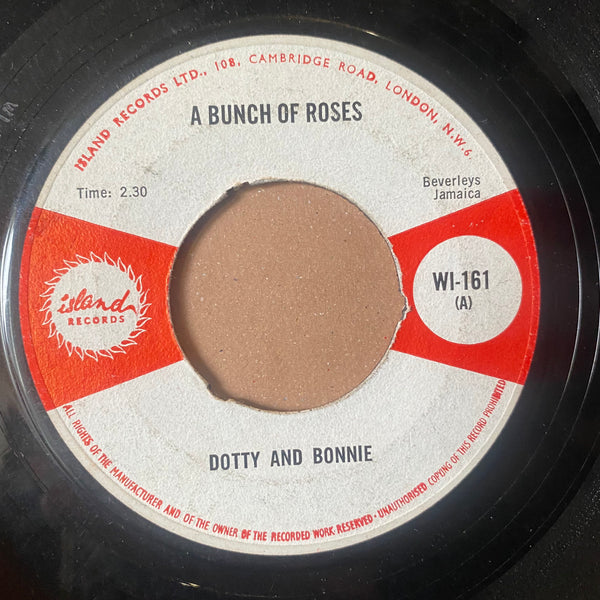 ISLAND RECORDS LTD., 108, CAMBRIDGE ROAD, LONDON, N.W.6
A BUNCH OF ROSES
Time: 2.30
Beverleys
Jamaica
island
RECORDS
WI-161
(A)
DOTTY AND BONNIE
ALL RIGHTS OF THE MANUFACTURER AND OF THE OWNER OF THE RECORDED WORK RESERVED · UNAUTHORISED COPYING OF THIS RECORD PROHIBITED